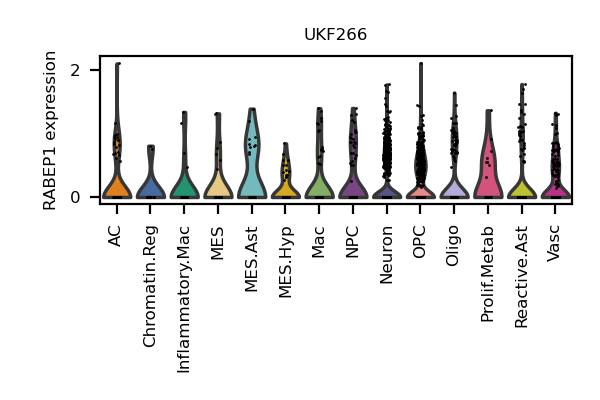 UKF266
RABEP1 expression
2
0
AC
Chromatin.Reg
Inflammatory.Mac
MES
MES.Ast
MES.Hyp
Mac
NPC
Neuron
OPC
Oligo
Prolif.Metab
Reactive.Ast
Vasc